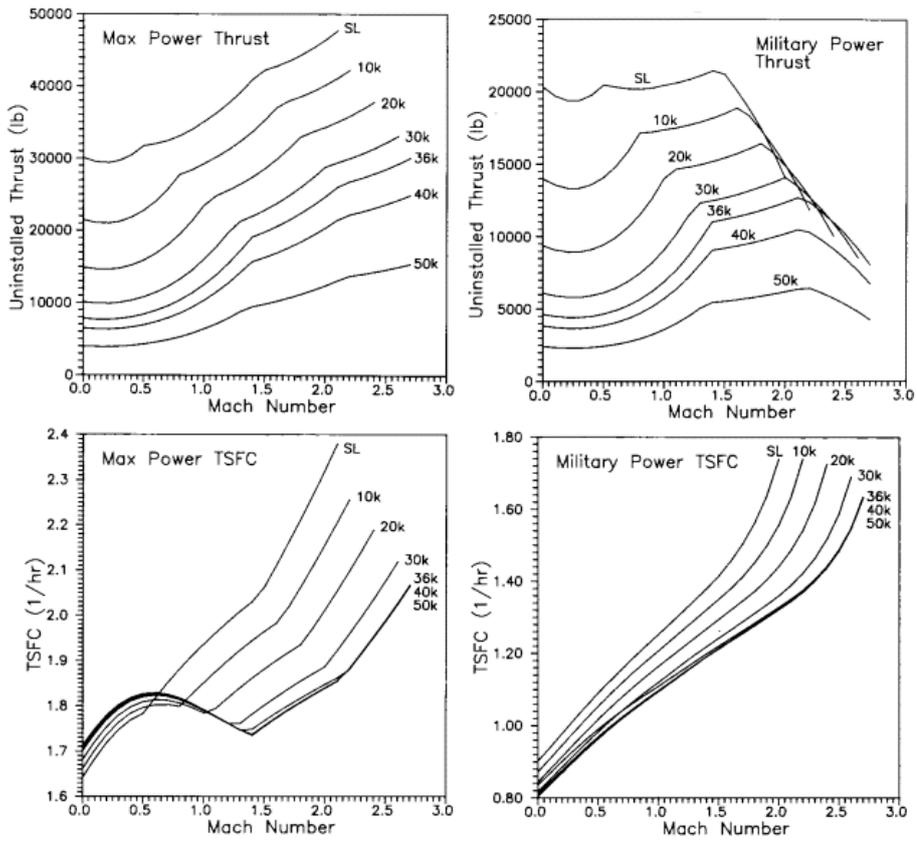 Max Power Thrust
Uninstalled Thrust (lb)
50000
40000
30000
20000
10000
0
SL
10k
20k
30k
36k
40k
50k
0.0 0.5 1.0 1.5 2.0 2.5 3.0
Mach Number
Military Power
Thrust
Uninstalled Thrust (lb)
25000
20000
15000
10000
5000
0
SL
10k
20k
30k
36k
40k
50k
0.0 0.5 1.0 1.5 2.0 2.5 3.0
Mach Number
Max Power TSFC
TSFC (1/hr)
2.4
2.3
2.2
2.1
2.0
1.9
1.8
1.7
1.6
SL
10k
20k
30k
36k
40k
50k
0.0 0.5 1.0 1.5 2.0 2.5 3.0
Mach Number
Military Power TSFC
TSFC (1/hr)
1.80
1.60
1.40
1.20
1.00
0.80
SL 10k
20k
30k
36k
40k
50k
0.0 0.5 1.0 1.5 2.0 2.5 3.0
Mach Number